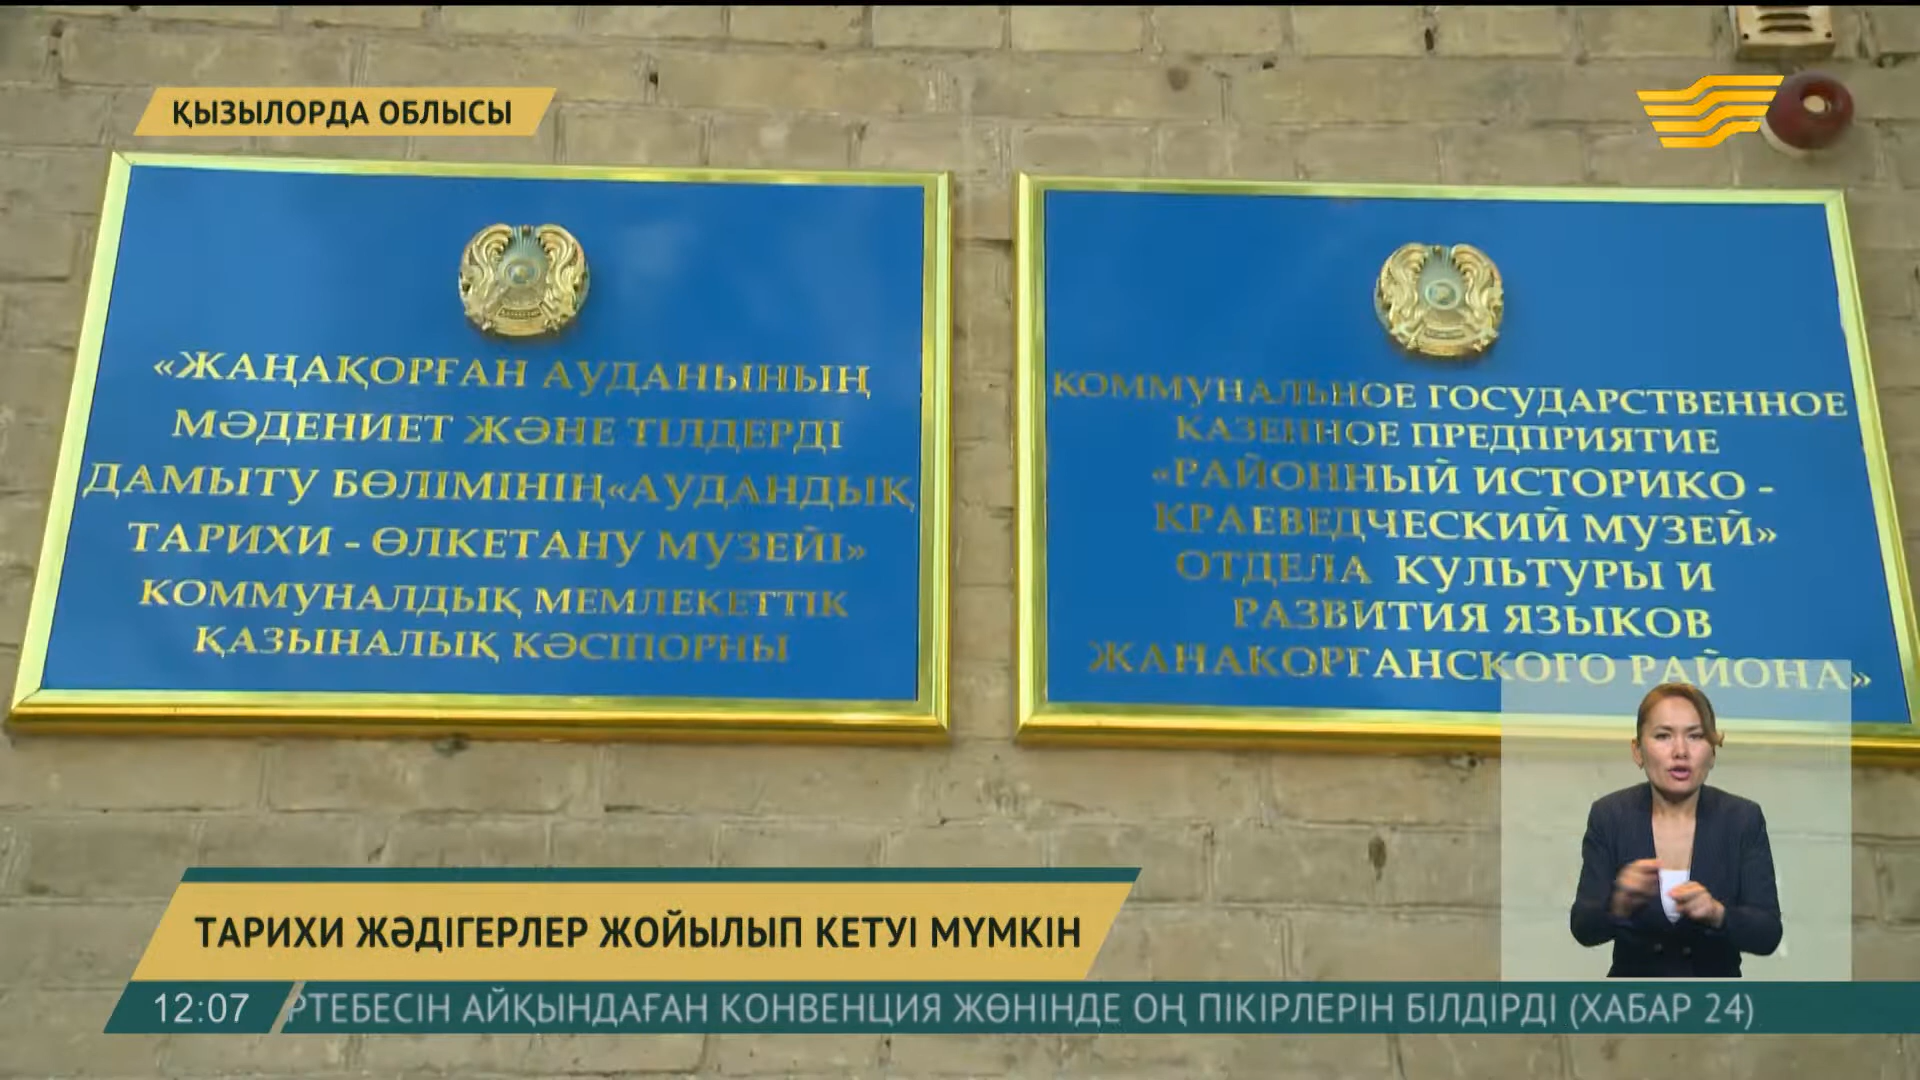 ҚЫЗЫЛОРДА ОБЛЫСЫ
«ЖАҢАҚОРҒАН АУДАНЫНЫҢ
МӘДЕНИЕТ ЖӘНЕ ТІЛДЕРДІ
ДАМЫТУ БӨЛІМІНІҢ «АУДАНДЫҚ
ТАРИХИ - ӨЛКЕТАНУ МУЗЕЙІ»
КОММУНАЛДЫҚ МЕМЛЕКЕТТІК
ҚАЗЫНАЛЫҚ КӘСІПОРНЫ
КОММУНАЛЬНОЕ ГОСУДАРСТВЕННОЕ
КАЗЕННОЕ ПРЕДПРИЯТИЕ
«РАЙОННЫЙ ИСТОРИКО -
КРАЕВЕДЧЕСКИЙ МУЗЕЙ»
ОТДЕЛА КУЛЬТУРЫ И
РАЗВИТИЯ ЯЗЫКОВ
ЖАНАКОРГАНСКОГО РАЙОНА»
ТАРИХИ ЖӘДІГЕРЛЕР ЖОЙЫЛЫП КЕТУІ МҮМКІН
12:07
РТЕБЕСІН АЙҚЫНДАҒАН КОНВЕНЦИЯ ЖӨНІНДЕ ОҢ ПІКІРЛЕРІН БІЛДІРДІ (ХАБАР 24)